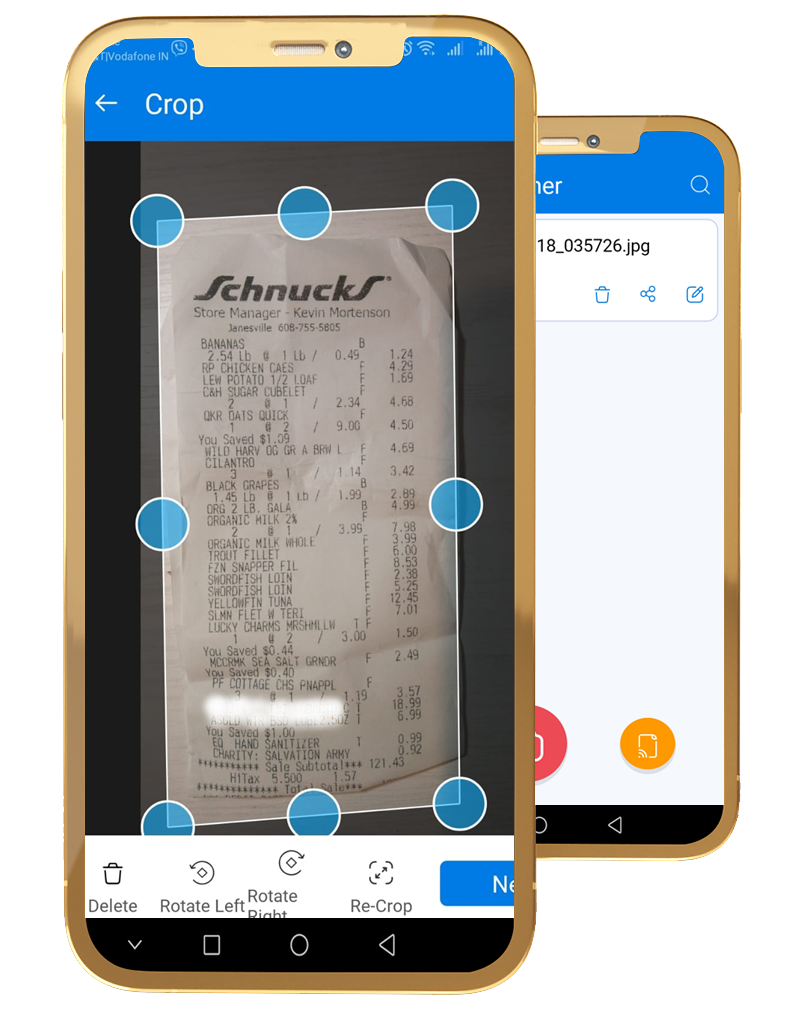 T|Vodafone IN
Crop
Schnucks
Store Manager - Kevin Mortenson
Janesville 608-755-5805
BANANAS B
2.54 Lb @ 1 Lb / 0.49 1.24
RP CHICKEN CAES F 4.29
LEW POTATO 1/2 LOAF F 1.69
C&H SUGAR CUBELET F
2 @ 1 / 2.34 4.68
QKR OATS QUICK F
1 @ 2 / 9.00 4.50
You Saved $1.09
WILD HARV OG GR A BRW L F 4.69
CILANTRO F
3 @ 1 / 1.14 3.42
BLACK GRAPES B
1.45 Lb @ 1 Lb / 1.99 2.89
ORG 2 LB. GALA B 4.99
ORGANIC MILK 2% F
2 @ 1 / 3.99 7.98
ORGANIC MILK WHOLE F 3.99
TROUT FILLET F 6.00
FZN SNAPPER FIL F 8.53
SWORDFISH LOIN F 2.38
SWORDFISH LOIN F 5.25
YELLOWFIN TUNA F 12.45
SLMN FLET W TERI F 7.01
LUCKY CHARMS MRSHMLLW T F
1 @ 2 / 3.00 1.50
You Saved $0.44
MCCRMK SEA SALT GRNDR F 2.49
You Saved $0.40
PF COTTAGE CHS PNAPPL F
@ 1 1.19 3.57
T 18.99
T 6.99
You Saved $1.00
EQ HAND SANITIZER T 0.99
CHARITY: SALVATION ARMY 0.92
********** Sale Subtotal*** 121.43
H1Tax 5.500 1.57
********** Total Sale***
Delete
Rotate Left
Rotate Right
Re-Crop
Ne
ner
18_035726.jpg